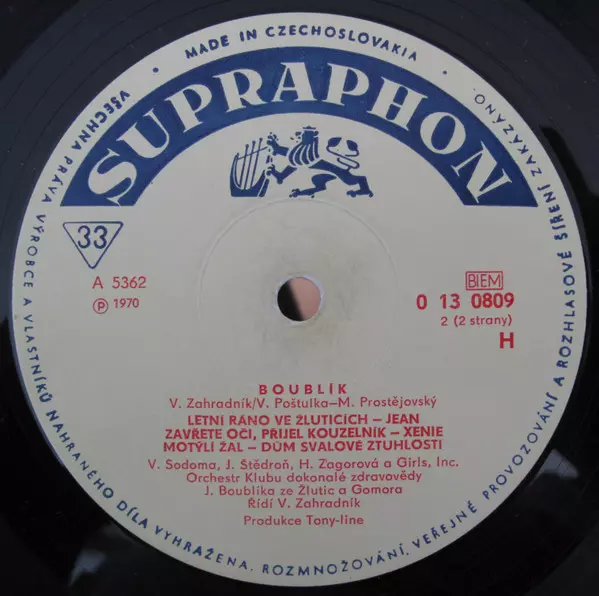 MADE IN CZECHOSLOVAKIA
SUPRAPHON
33
A 5362
Ⓟ 1970
BIEM
0 13 0809
2 (2 strany)
H
BOUBLÍK
V. Zahradník/V. Poštulka–M. Prostějovský
LETNÍ RÁNO VE ŽLUTICÍCH – JEAN
ZAVŘETE OČI, PŘIJEL KOUZELNÍK – XENIE
MOTÝLÍ ŽAL – DŮM SVALOVÉ ZTUHLOSTI
V. Sodoma, J. Štědroň, H. Zagorová a Girls, Inc.
Orchestr Klubu dokonalé zdravovědy
J. Boublíka ze Žlutic a Gomora
Řídí V. Zahradník
Produkce Tony-line
VŠECHNA PRÁVA VÝROBCE A VLASTNÍKŮ NAHRANÉHO DÍLA VYHRAŽENA. ROZMNOŽOVÁNÍ, VEŘEJNÉ PROVOZOVÁNÍ A ROZHLASOVÉ ŠÍŘENÍ ZAKÁZÁNO